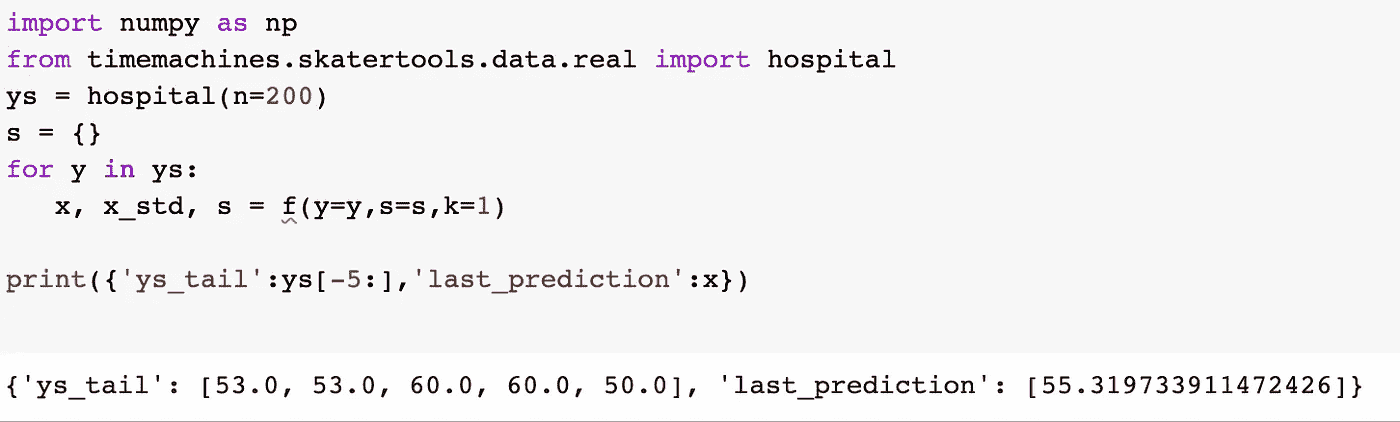 import numpy as np
from timemachines.skatertools.data.real import hospital
ys = hospital(n=200)
s = {}
for y in ys:
   x, x_std, s = f(y=y,s=s,k=1)
print({'ys_tail':ys[-5:],'last_prediction':x})
{'ys_tail': [53.0, 53.0, 60.0, 60.0, 50.0], 'last_prediction': [55.319733911472426]}